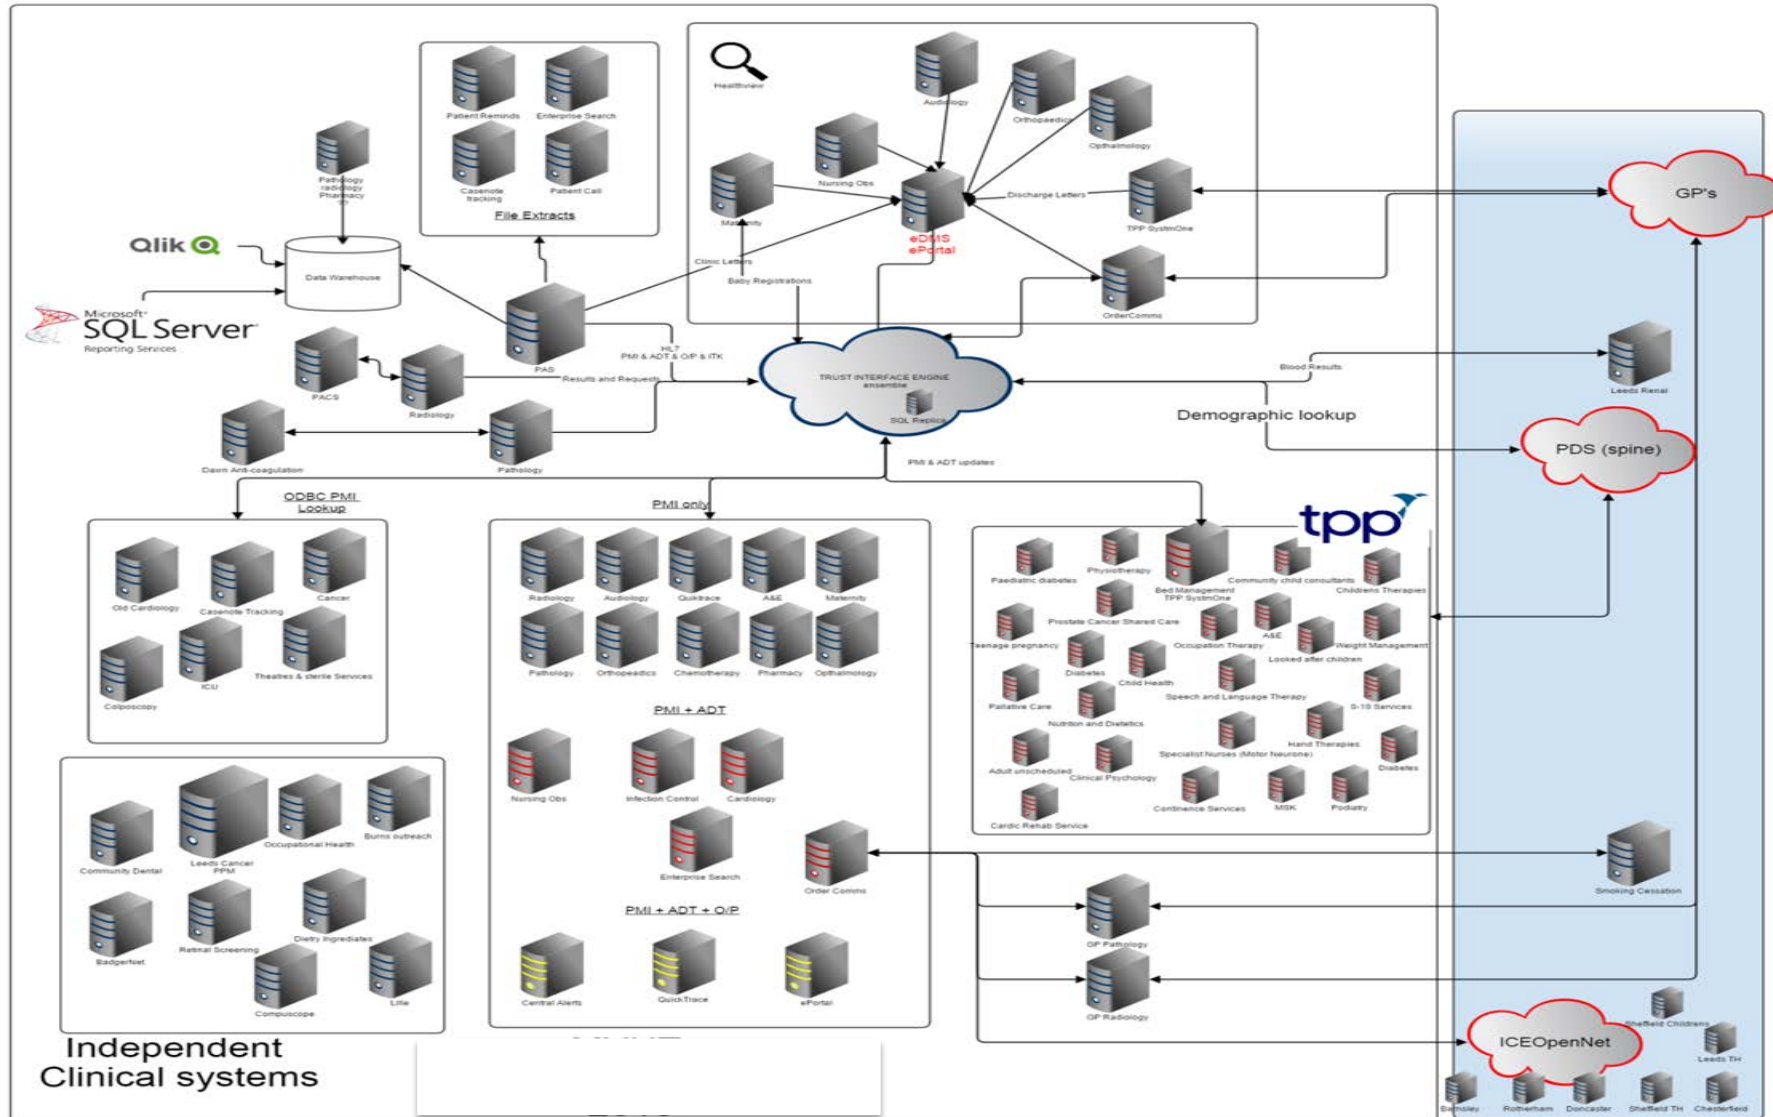 Healthview
Audiology
Orthopaedics
Opthalmology
Patient Reminds
Enterprise Search
Casenote
tracking
Patient Call
File Extracts
Pathology
radiology
Pharmacy
Nursing Obs
Maternity
Discharge Letters
TPP SystmOne
eDMS
ePortal
GP's
Qlik
Data Warehouse
Clinic Letters
Baby Registrations
OrderComms
Microsoft
SQL Server
Reporting Services
PAS
HL7
PMI & ADT & O/P & ITK
Results and Requests
PACS
Radiology
TRUST INTERFACE ENGINE
ensemble
SQL Replica
Blood Results
Leeds Renal
Demographic lookup
PDS (spine)
Dawn Anti-coagulation
Pathology
PMI & ADT updates
ODBC PMI
Lookup
PMI only
tpp
Old Cardiology
Casenote Tracking
Cancer
Colposcopy
ICU
Theatres & sterile Services
Radiology
Audiology
Quiktrace
A&E
Maternity
Pathology
Orthopeadics
Chemotherapy
Pharmacy
Opthalmology
PMI + ADT
Nursing Obs
Infection Control
Cardiology
Enterprise Search
Order Comms
PMI + ADT + O/P
Central Alerts
QuickTrace
ePortal
Paediatric diabetes
Physiotherapy
Bed Management
TPP SystmOne
Community child consultants
Childrens Therapies
Prostate Cancer Shared Care
Teenage pregnancy
Occupation Therapy
A&E
Looked after children
Weight Management
Diabetes
Child Health
Speech and Language Therapy
Pallative Care
Nutrition and Dietetics
0-19 Services
Specialist Nurses (Motor Neurone)
Hand Therapies
Adult unscheduled
Clinical Psychology
Diabetes
Continence Services
MSK
Podiatry
Cardic Rehab Service
Community Dental
Leeds Cancer
PPM
Occupational Health
Burns outreach
BadgerNet
Retinal Screening
Dietry Ingrediates
Compuscope
Lillie
Independent
Clinical systems
GP Pathology
GP Radiology
Smoking Cessation
ICEOpenNet
Sheffield Childrens
Leeds TH
Barnsley
Rotherham
Doncaster
Sheffield TH
Chesterfield